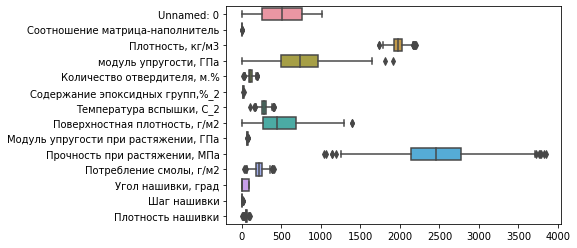 Unnamed: 0
Соотношение матрица-наполнитель
Плотность, кг/м3
модуль упругости, ГПа
Количество отвердителя, м.%
Содержание эпоксидных групп,%_2
Температура вспышки, С_2
Поверхностная плотность, г/м2
Модуль упругости при растяжении, ГПа
Прочность при растяжении, МПа
Потребление смолы, г/м2
Угол нашивки, град
Шаг нашивки
Плотность нашивки
0 500 1000 1500 2000 2500 3000 3500 4000